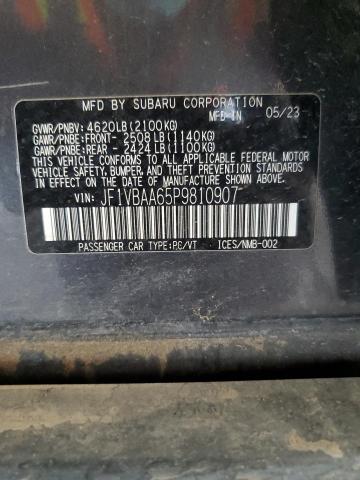 MFD BY SUBARU CORPORATION
MFD-IN 05/23
GVWR/PNBV: 4620LB(2100KG)
GAWR/PNBE:FRONT- 2508LB(1140KG)
GAWR/PNBE:REAR - 2424LB(1100KG)
THIS VEHICLE CONFORMS TO ALL APPLICABLE FEDERAL MOTOR
VEHICLE SAFETY, BUMPER, AND THEFT PREVENTION STANDARDS
IN EFFECT ON THE DATE OF MANUFACTURE SHOWN ABOVE.
VIN: JF1VBAA65P9810907
PASSENGER CAR TYPE:P.C/VT ICES/NMB-002